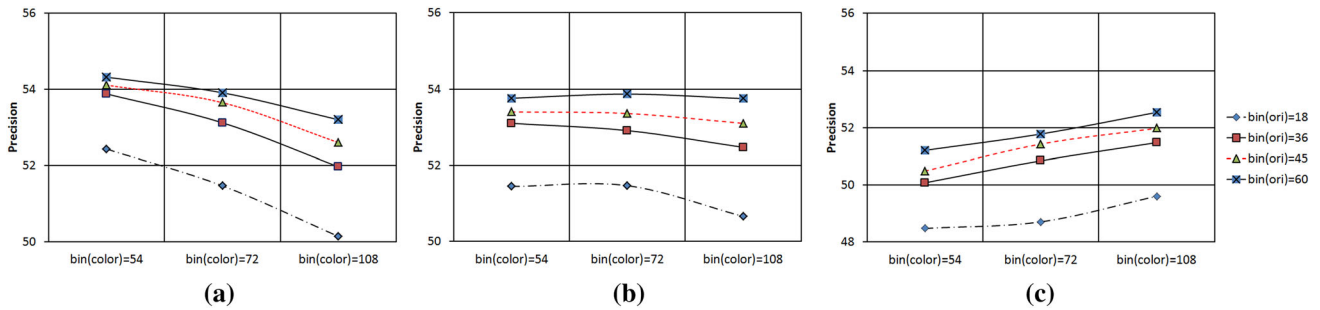 56
54
52
50
Precision
bin(color)=54 bin(color)=72 bin(color)=108
(a)
56
54
52
50
Precision
bin(color)=54 bin(color)=72 bin(color)=108
(b)
56
54
52
50
48
Precision
bin(color)=54 bin(color)=72 bin(color)=108
(c)
bin(ori)=18
bin(ori)=36
bin(ori)=45
bin(ori)=60